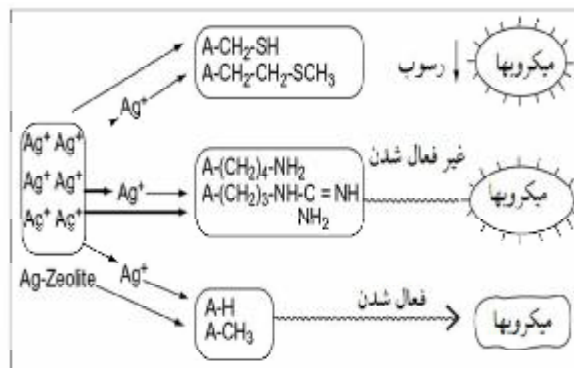 A-CH₂-SH
A-CH₂-CH₂-SCH₃
رسوب
میکروبها
Ag⁺
Ag⁺ Ag⁺
Ag⁺ Ag⁺
Ag⁺ Ag⁺
Ag-Zeolite
Ag⁺
A-(CH₂)₄-NH₂
A-(CH₂)₃-NH-C = NH
NH₂
غیر فعال شدن
میکروبها
Ag⁺
A-H
A-CH₃
فعال شدن
میکروبها